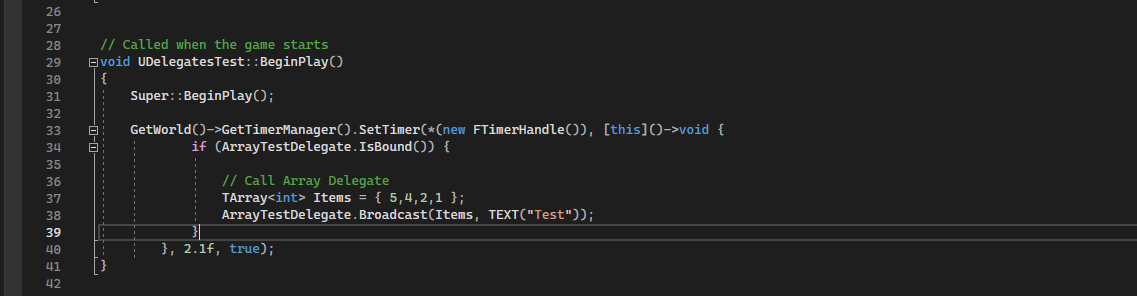 26
27
28 // Called when the game starts
29 void UDelegatesTest::BeginPlay()
30 {
31 Super::BeginPlay();
32
33 GetWorld()->GetTimerManager().SetTimer(*(new FTimerHandle()), [this]()->void {
34 if (ArrayTestDelegate.IsBound()) {
35
36 // Call Array Delegate
37 TArray<int> Items = { 5,4,2,1 };
38 ArrayTestDelegate.Broadcast(Items, TEXT("Test"));
39 }
40 }, 2.1f, true);
41 }
42